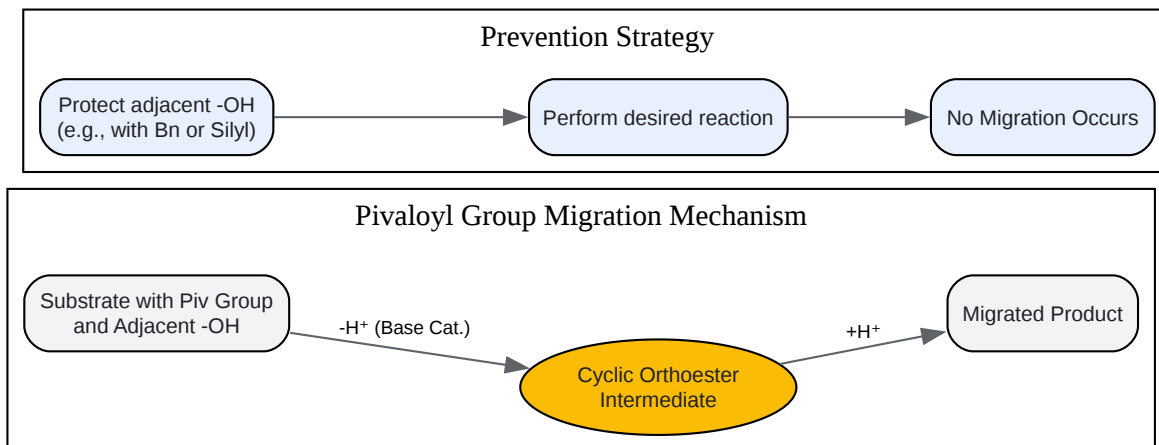 Prevention Strategy
Protect adjacent -OH
(e.g., with Bn or Silyl)
Perform desired reaction
No Migration Occurs
Pivaloyl Group Migration Mechanism
Substrate with Piv Group
and Adjacent -OH
-H⁺ (Base Cat.)
Cyclic Orthoester
Intermediate
+H⁺
Migrated Product